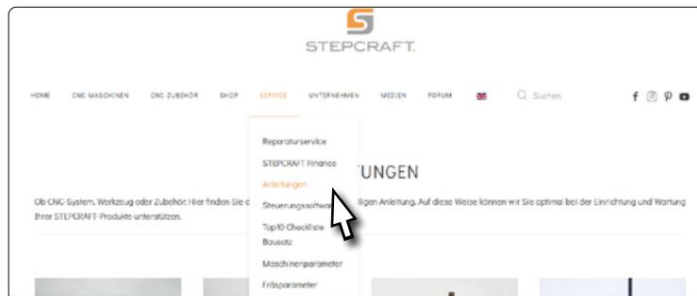 STEPCRAFT.
HOME CNC-MASCHINEN CNC-ZUBEHÖR SHOP SERVICE UNTERNEHMEN MEDIEN FORUM Suchen
Reparaturservice
STEPCRAFT Finance
TUNGEN
Anleitungen
Ob CNC-System, Werkzeug oder Zubehör: Hier finden Sie d
Steuerungssoftwa
lligen Anleitung. Auf diese Weise können wir Sie optimal bei der Einrichtung und Wartung
Ihrer STEPCRAFT-Produkte unterstützen.
Top10 Checkliste
Bausatz
Maschinenparameter
Fräsparameter